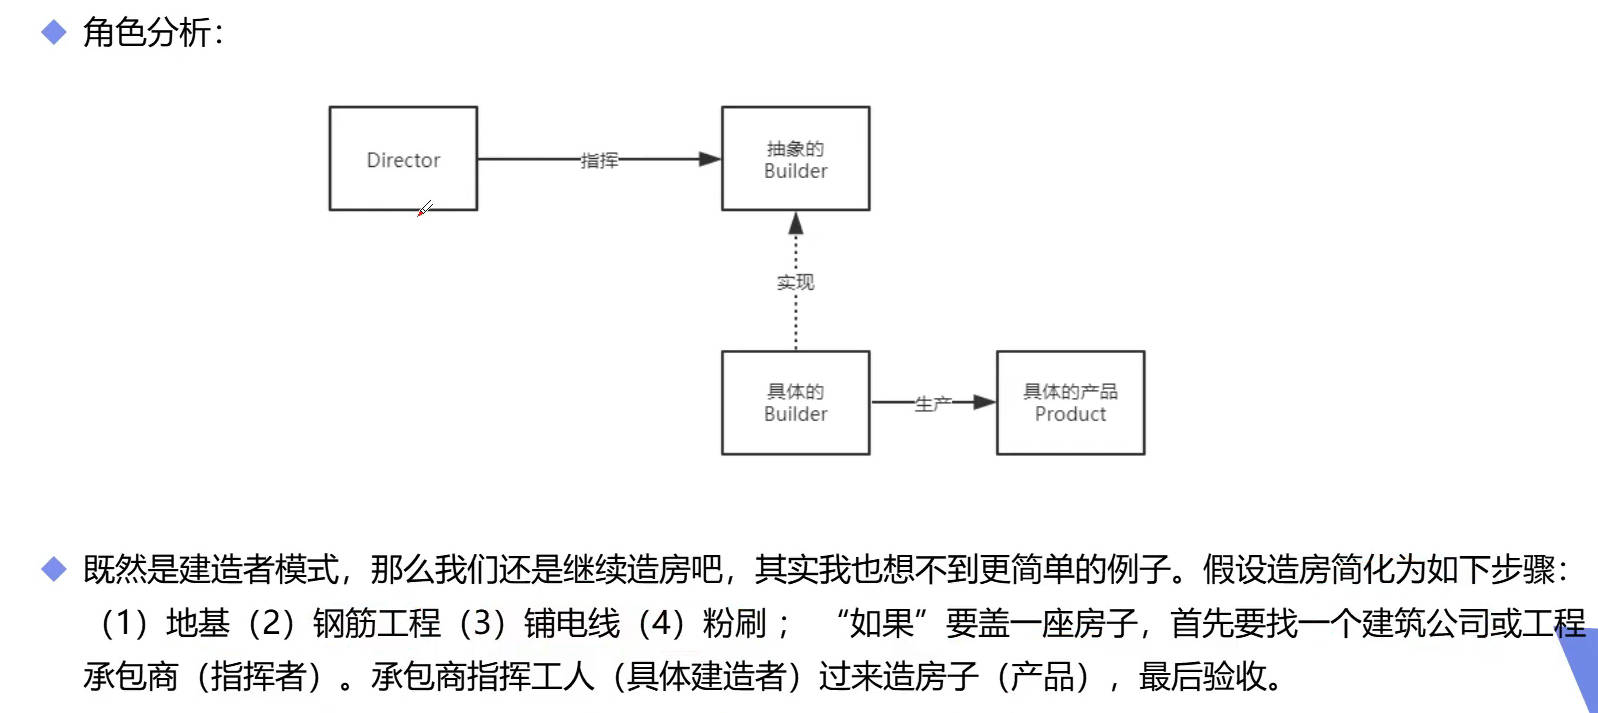 角色分析：
Director
指挥
抽象的
Builder
实现
具体的
Builder
生产
具体的产品
Product
既然是建造者模式，那么我们还是继续造房吧，其实我也想不到更简单的例子。假设造房简化为如下步骤：
（1）地基（2）钢筋工程（3）铺电线（4）粉刷； “如果”要盖一座房子，首先要找一个建筑公司或工程
承包商（指挥者）。承包商指挥工人（具体建造者）过来造房子（产品），最后验收。